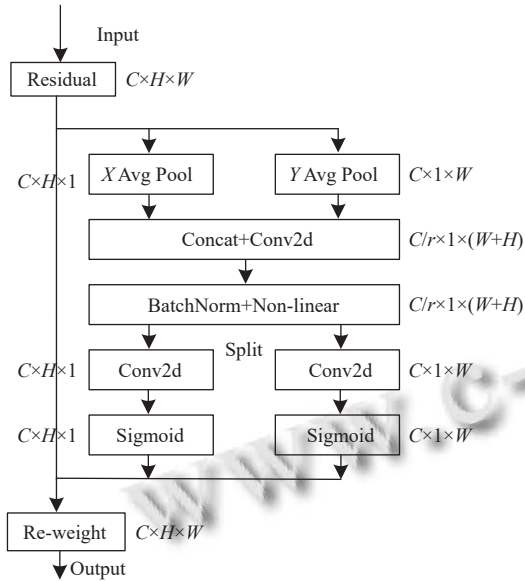 Input
Residual C×H×W
C×H×1 X Avg Pool Y Avg Pool C×1×W
Concat+Conv2d C/r×1×(W+H)
BatchNorm+Non-linear C/r×1×(W+H)
Split
C×H×1 Conv2d Conv2d C×1×W
C×H×1 Sigmoid Sigmoid C×1×W
Re-weight C×H×W
Output
www.c-